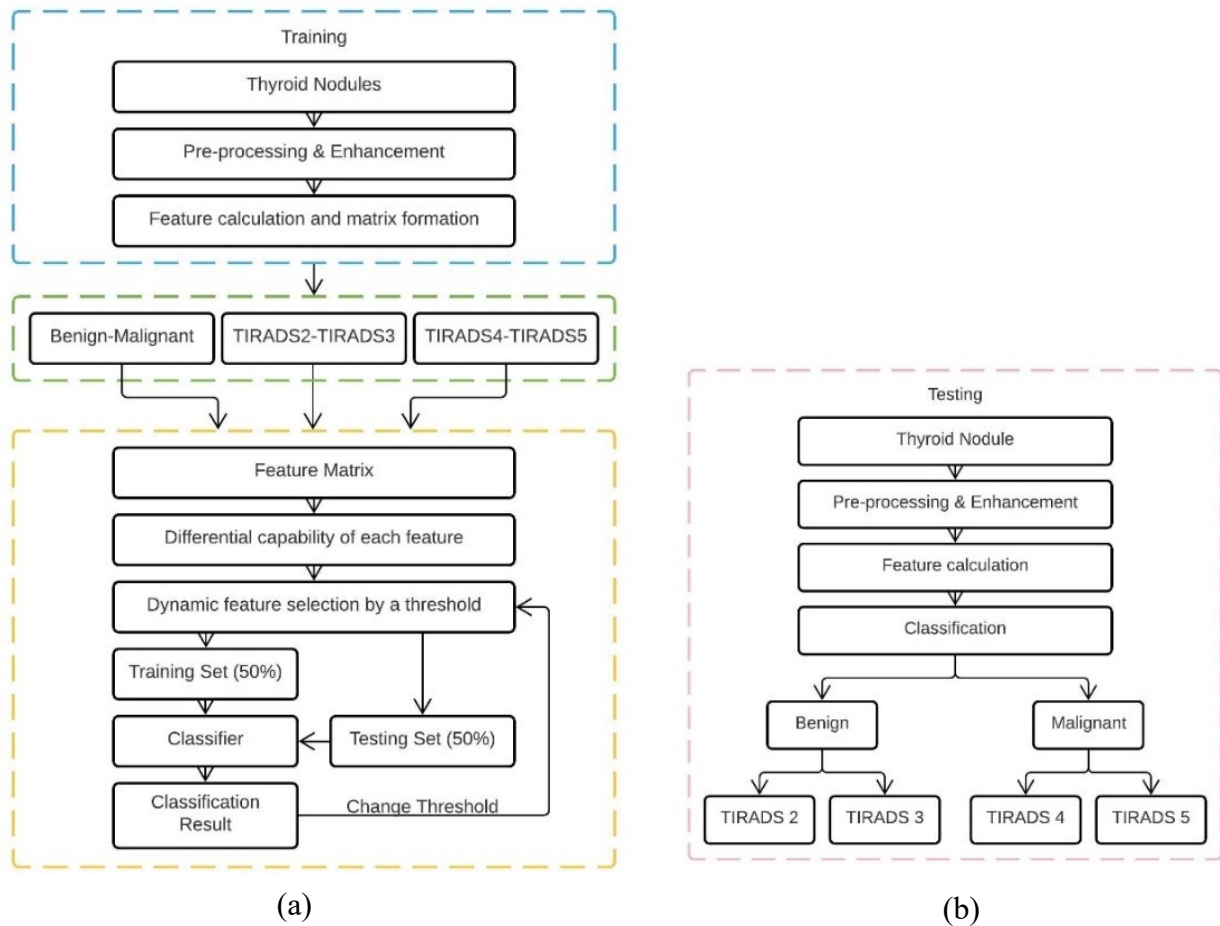 Training
Thyroid Nodules
Pre-processing & Enhancement
Feature calculation and matrix formation
Benign-Malignant
TIRADS2-TIRADS3
TIRADS4-TIRADS5
Feature Matrix
Differential capability of each feature
Dynamic feature selection by a threshold
Training Set (50%)
Classifier
Testing Set (50%)
Classification
Result
Change Threshold
(a)
Testing
Thyroid Nodule
Pre-processing & Enhancement
Feature calculation
Classification
Benign
Malignant
TIRADS 2
TIRADS 3
TIRADS 4
TIRADS 5
(b)